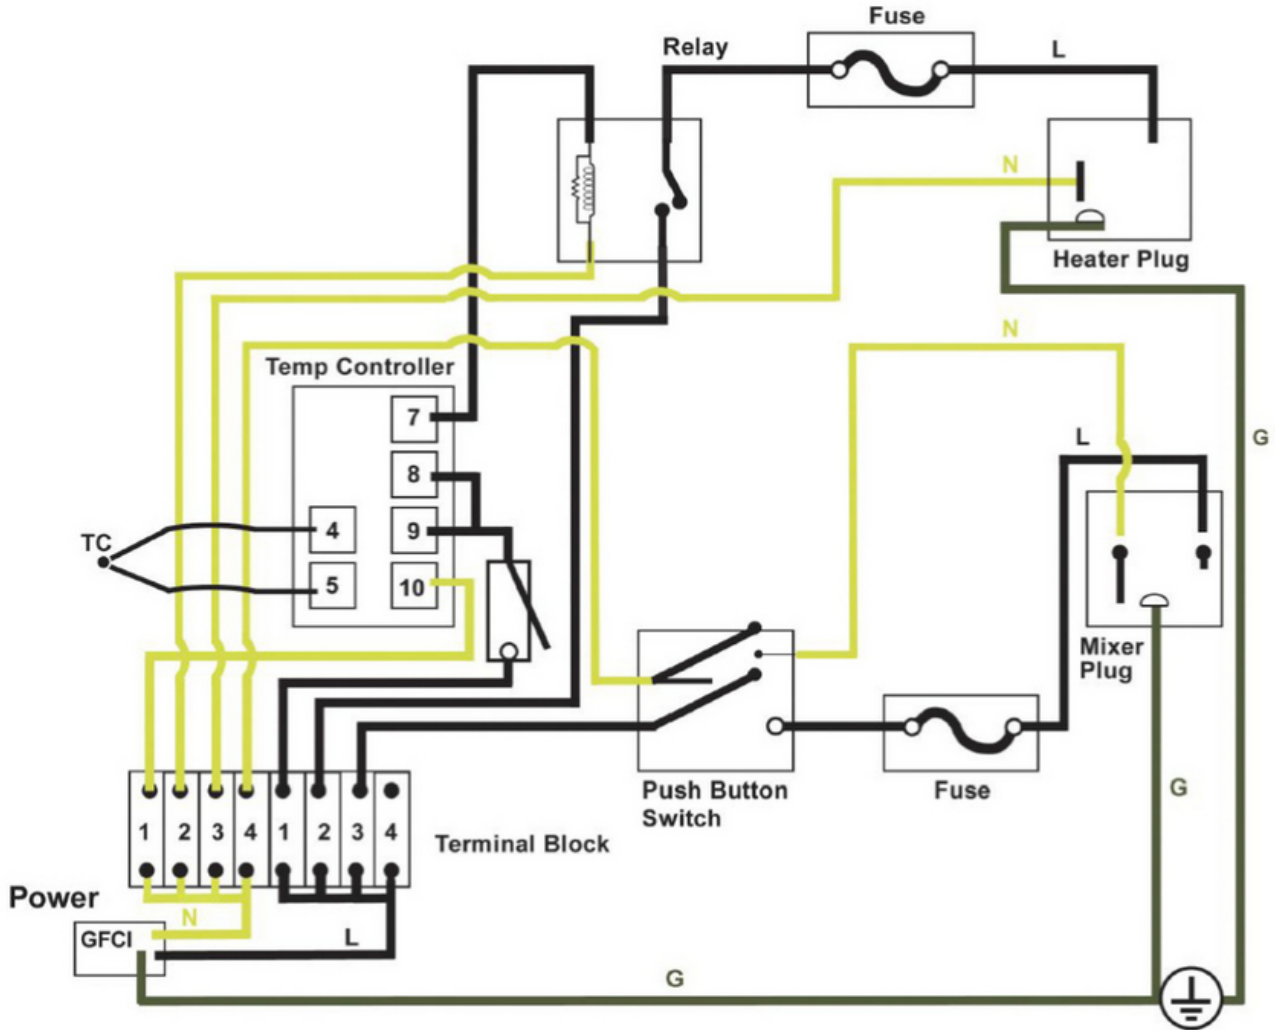 Fuse
Relay
L
N
Heater Plug
N
Temp Controller
7
8
4
9
5
10
TC
L
G
Mixer
Plug
G
Push Button
Switch
Fuse
1 2 3 4 1 2 3 4
Terminal Block
Power
N
GFCI
L
G